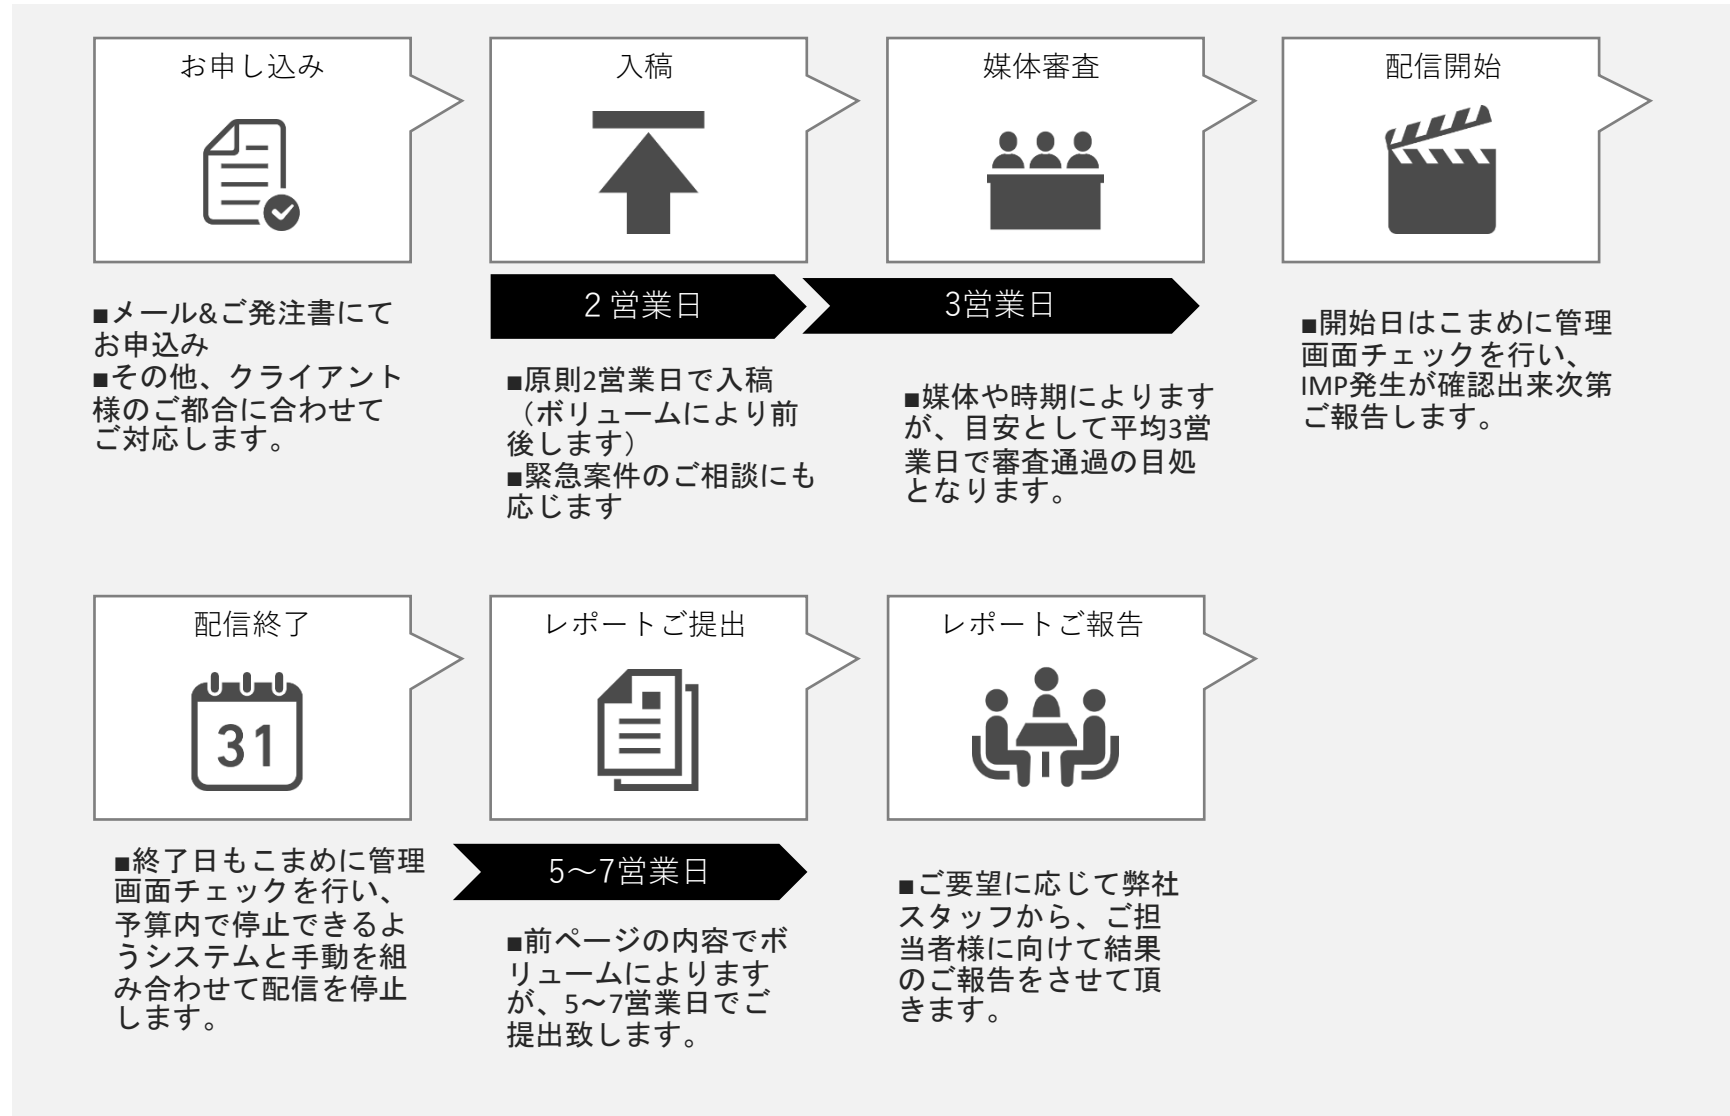 お申し込み
■メール&ご発注書にて
お申込み
■その他、クライアント
様のご都合に合わせて
ご対応します。
入稿
２営業日
■原則2営業日で入稿
（ボリュームにより前
後します）
■緊急案件のご相談にも
応じます
媒体審査
3営業日
■媒体や時期によります
が、目安として平均3営
業日で審査通過の目処
となります。
配信開始
■開始日はこまめに管理
画面チェックを行い、
IMP発生が確認出来次第
ご報告します。
配信終了
31
■終了日もこまめに管理
画面チェックを行い、
予算内で停止できるよ
うシステムと手動を組
み合わせて配信を停止
します。
レポートご提出
5～7営業日
■前ページの内容でボ
リュームによります
が、5～7営業日でご
提出致します。
レポートご報告
■ご要望に応じて弊社
スタッフから、ご担
当者様に向けて結果
のご報告をさせて頂
きます。